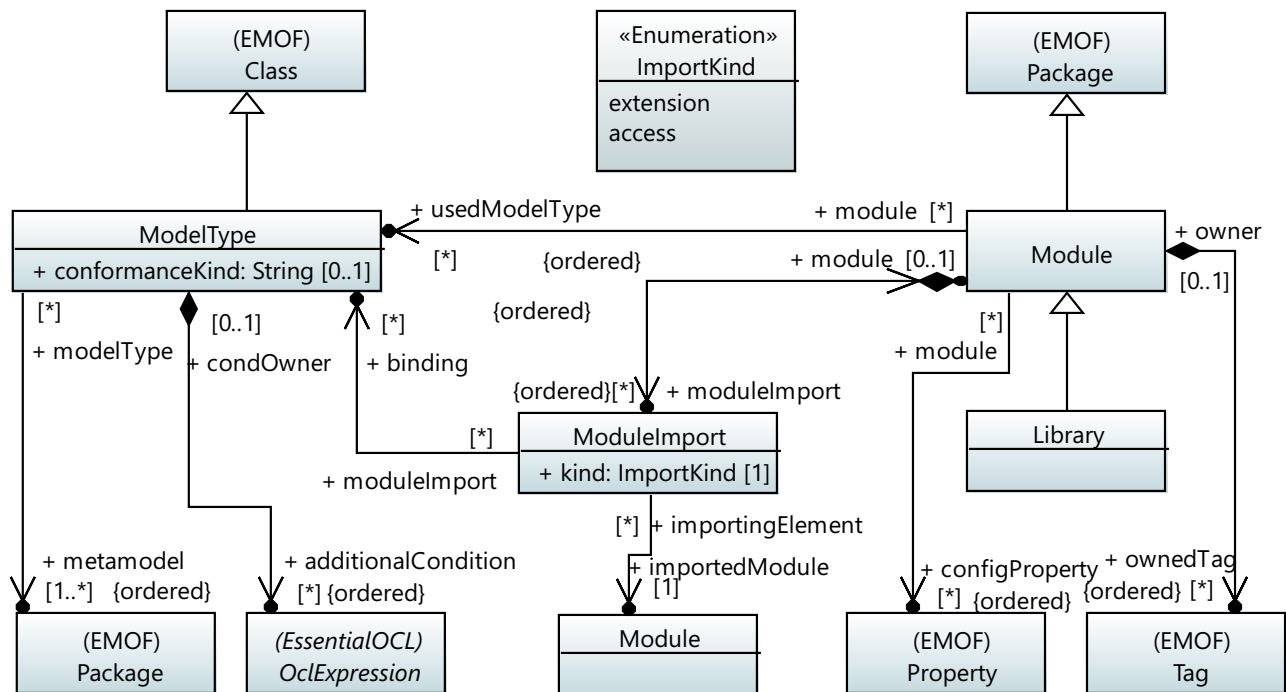 (EMOF)
Class
«Enumeration»
ImportKind
extension
access
(EMOF)
Package
+ usedModelType
+ module [*]
+ owner
ModelType
+ conformanceKind: String [0..1]
[*]
{ordered}
+ module [0..1]
Module
[0..1]
[*]
+ modelType
[0..1]
+ condOwner
[*]
+ binding
{ordered}
[*]
+ module
{ordered}[*]
+ moduleImport
[*]
+ moduleImport
ModuleImport
+ kind: ImportKind [1]
Library
[*] + importingElement
+ metamodel
[1..*] {ordered}
+ additionalCondition
[*] {ordered}
+ importedModule
[1]
+ configProperty
[*] {ordered}
+ ownedTag
{ordered} [*]
(EMOF)
Package
(EssentialOCL)
OclExpression
Module
(EMOF)
Property
(EMOF)
Tag